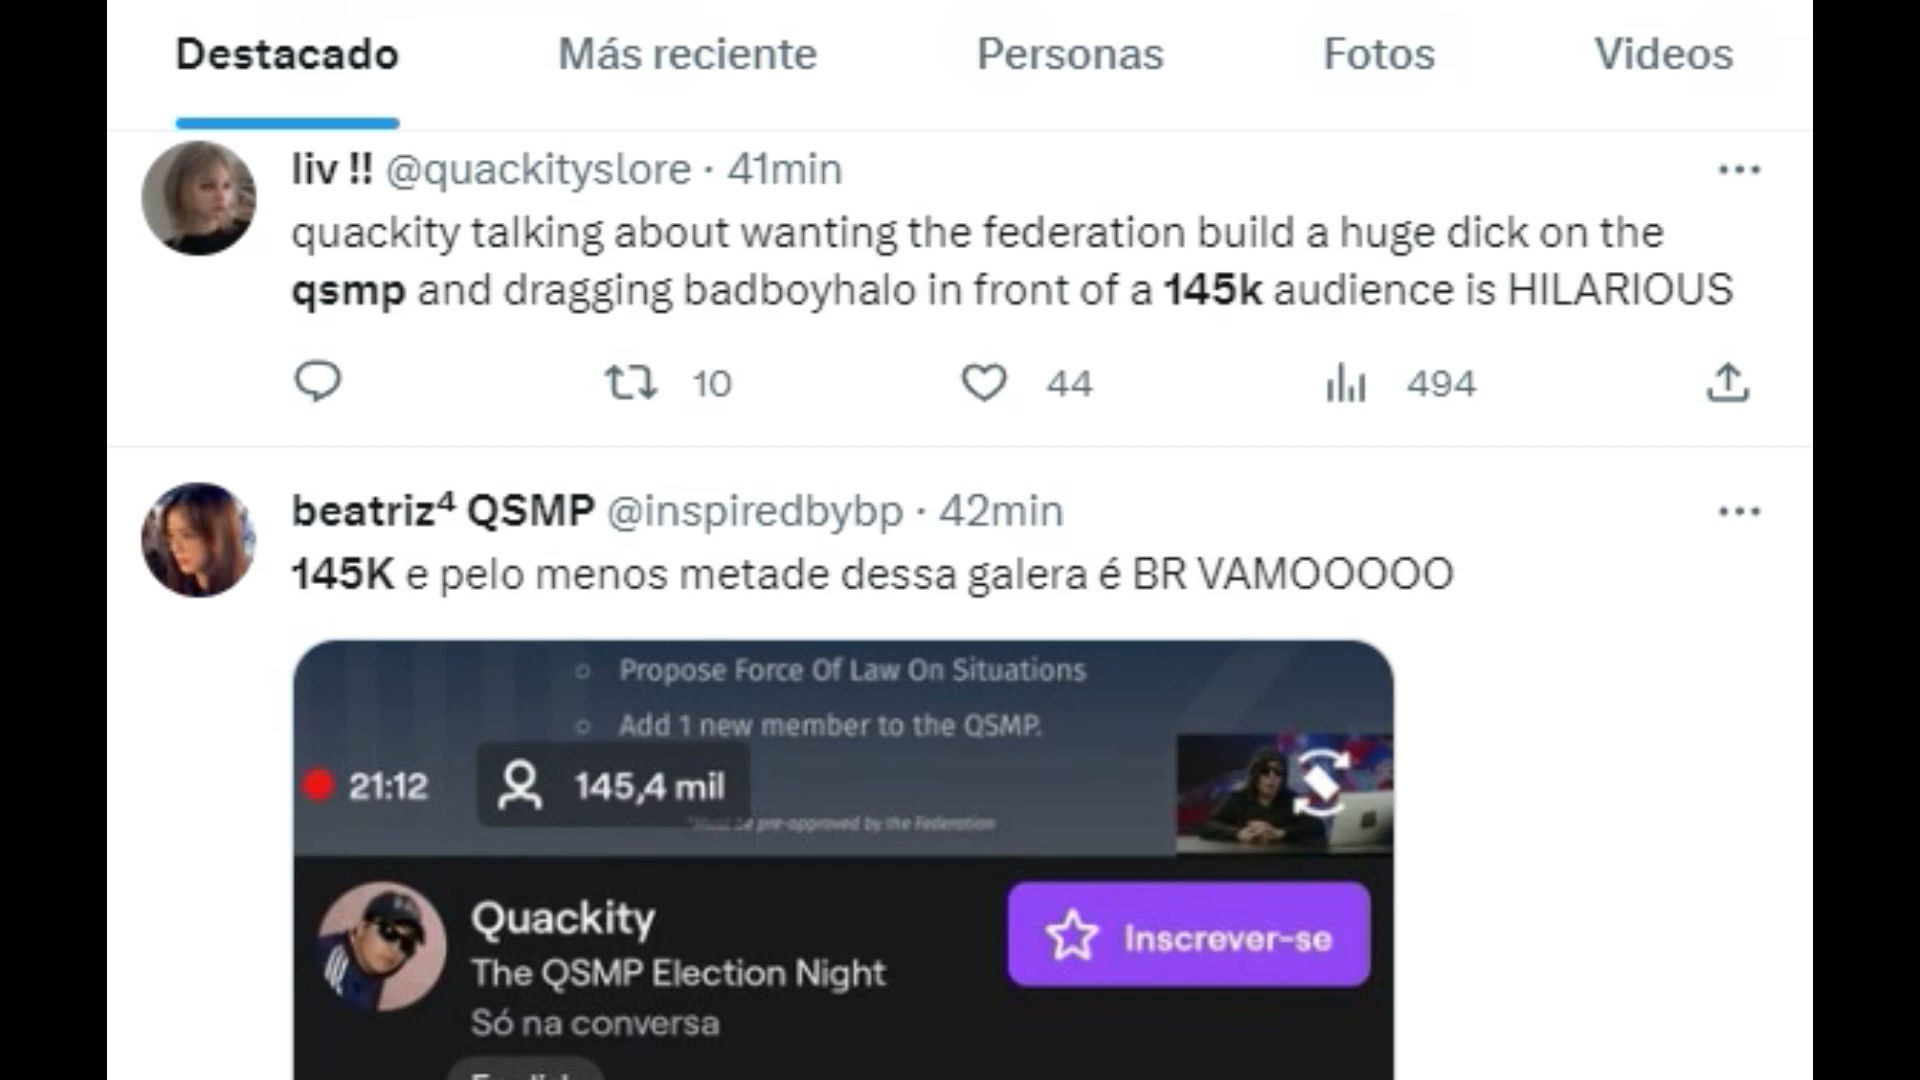 Destacado Más reciente Personas Fotos Videos
liv !! @quackityslore · 41min
quackity talking about wanting the federation build a huge dick on the
qsmp and dragging badboyhalo in front of a 145k audience is HILARIOUS
10 44 494
beatriz⁴ QSMP @inspiredbybp · 42min
145K e pelo menos metade dessa galera é BR VAMOOOOO
Propose Force Of Law On Situations
Add 1 new member to the QSMP.
21:12 145,4 mil
*Must be pre-approved by the Federation
Quackity
Inscrever-se
The QSMP Election Night
Só na conversa